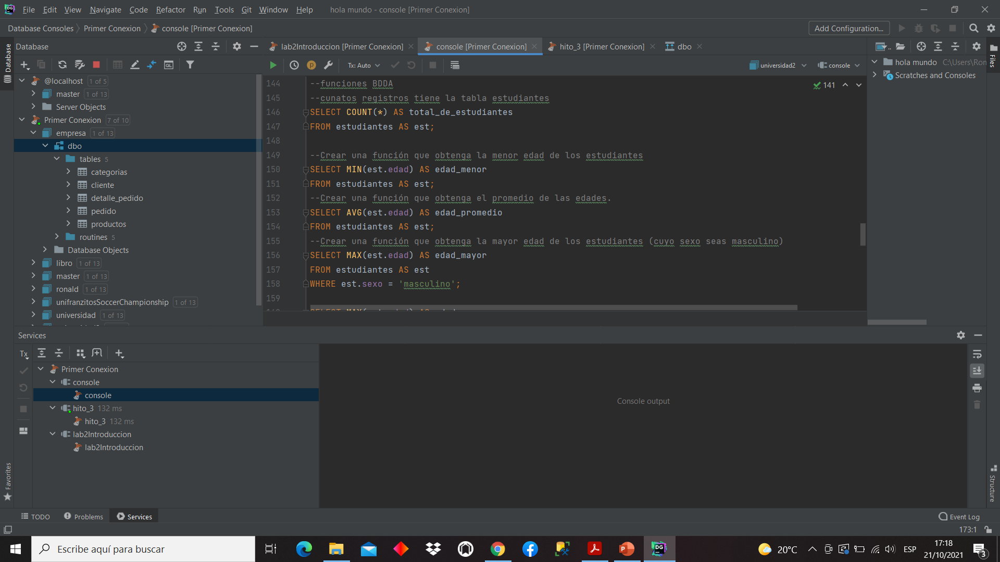 File Edit View Navigate Code Refactor Run Tools Git Window Help hola mundo - console [Primer Conexion]
Database Consoles Primer Conexion console [Primer Conexion] Add Configuration...
Database
lab2Introduccion [Primer Conexion] console [Primer Conexion] hito_3 [Primer Conexion] dbo
Tx: Auto universidad2 console
Database
@localhost 1 of 5
master 1 of 13
Server Objects
Primer Conexion 7 of 10
empresa 1 of 13
dbo
tables 5
categorias
cliente
detalle_pedido
pedido
productos
routines 5
Database Objects
libro 1 of 13
master 1 of 13
ronald 1 of 13
unifranzitosSoccerChampionship 1 of 13
universidad 1 of 13
141
144 --funciones BDDA
145 --cunatos registros tiene la tabla estudiantes
146 SELECT COUNT(*) AS total_de_estudiantes
147 FROM estudiantes AS est;
148
149 --Crear una función que obtenga la menor edad de los estudiantes
150 SELECT MIN(est.edad) AS edad_menor
151 FROM estudiantes AS est;
152 --Crear una función que obtenga el promedio de las edades.
153 SELECT AVG(est.edad) AS edad_promedio
154 FROM estudiantes AS est;
155 --Crear una función que obtenga la mayor edad de los estudiantes (cuyo sexo seas masculino)
156 SELECT MAX(est.edad) AS edad_mayor
157 FROM estudiantes AS est
158 WHERE est.sexo = 'masculino';
159
hola mundo C:\Users\Ron
Scratches and Consoles
Files
Services
Tx
Primer Conexion
console
console
hito_3 132 ms
hito_3 132 ms
lab2Introduccion
lab2Introduccion
Console output
Favorites
Structure
TODO Problems Services Event Log
173:1
Escribe aquí para buscar
20°C ESP
17:18
21/10/2021
3